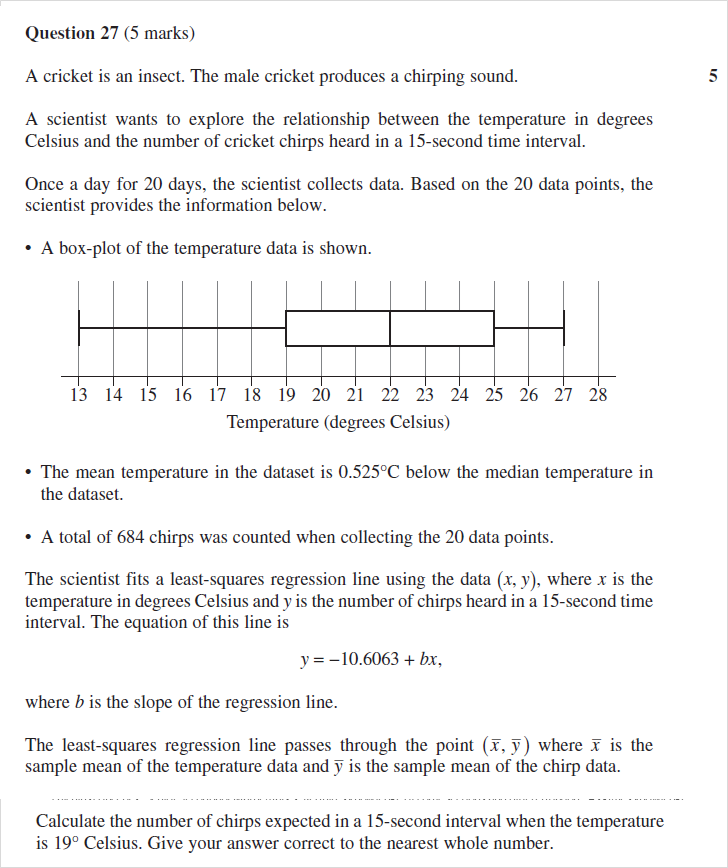 Question 27 (5 marks)
A cricket is an insect. The male cricket produces a chirping sound. 5
A scientist wants to explore the relationship between the temperature in degrees
Celsius and the number of cricket chirps heard in a 15-second time interval.
Once a day for 20 days, the scientist collects data. Based on the 20 data points, the
scientist provides the information below.
• A box-plot of the temperature data is shown.
13 14 15 16 17 18 19 20 21 22 23 24 25 26 27 28
Temperature (degrees Celsius)
• The mean temperature in the dataset is 0.525°C below the median temperature in
the dataset.
• A total of 684 chirps was counted when collecting the 20 data points.
The scientist fits a least-squares regression line using the data (x, y), where x is the
temperature in degrees Celsius and y is the number of chirps heard in a 15-second time
interval. The equation of this line is
y = −10.6063 + bx,
where b is the slope of the regression line.
The least-squares regression line passes through the point (x̅, y̅) where x̅ is the
sample mean of the temperature data and y̅ is the sample mean of the chirp data.
Calculate the number of chirps expected in a 15-second interval when the temperature
is 19° Celsius. Give your answer correct to the nearest whole number.